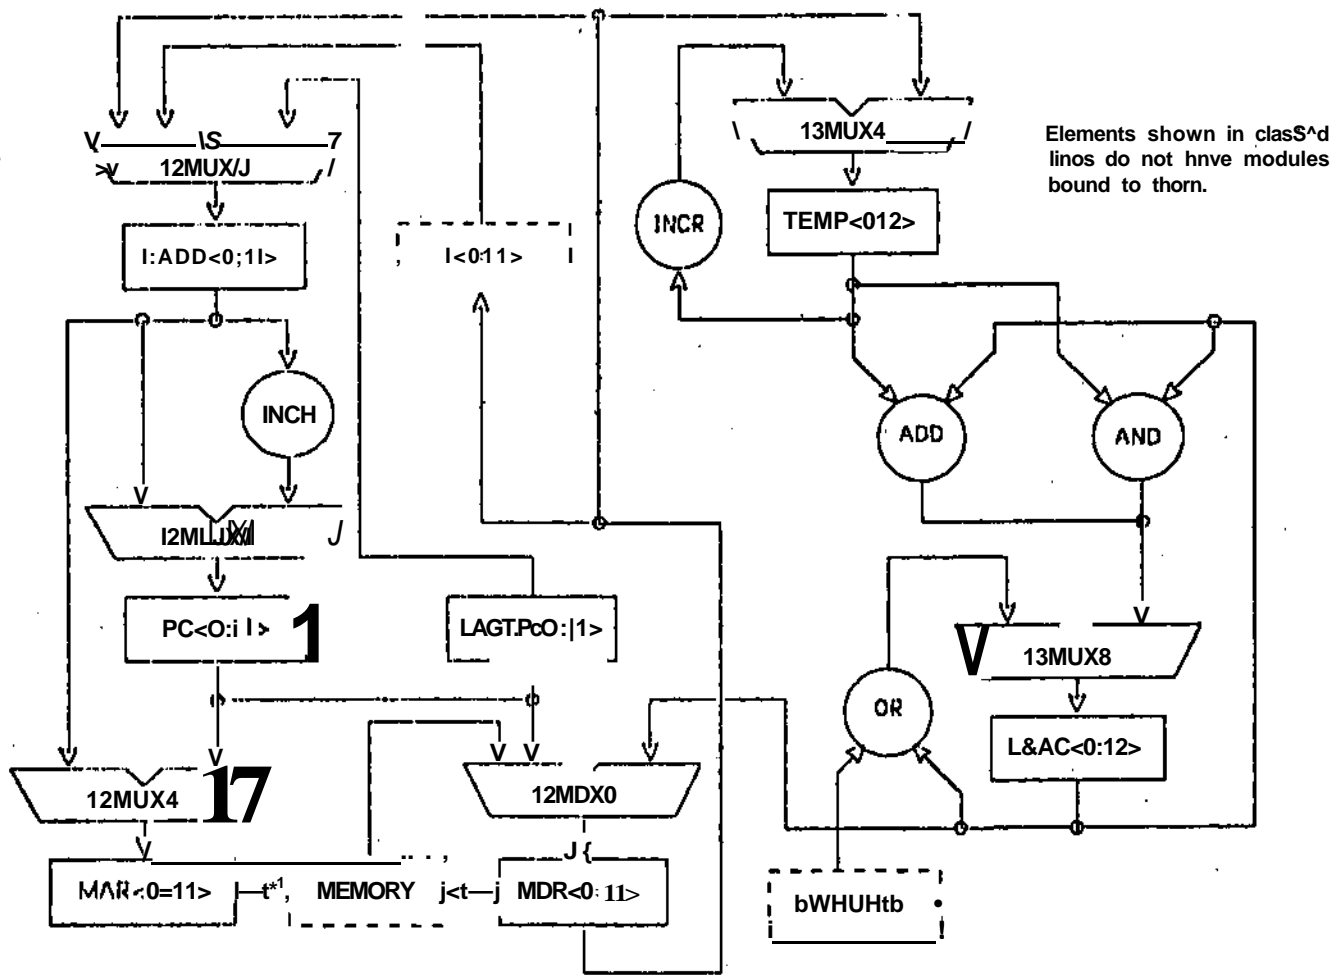 13MUX4
Elements shown in clasS^d
linos do not hnve modules
bound to thorn.
12MUX/J
INCR
TEMP<012>
I:ADD<0;1I>
I<0:11>
INCH
ADD
AND
PC<O:i I>
LAGT.PcO:|1>
13MUX8
OR
L&AC<0:12>
12MUX4
17
12MDX0
MAR<0=11>
MEMORY
MDR<0:11>
bWHUHtb